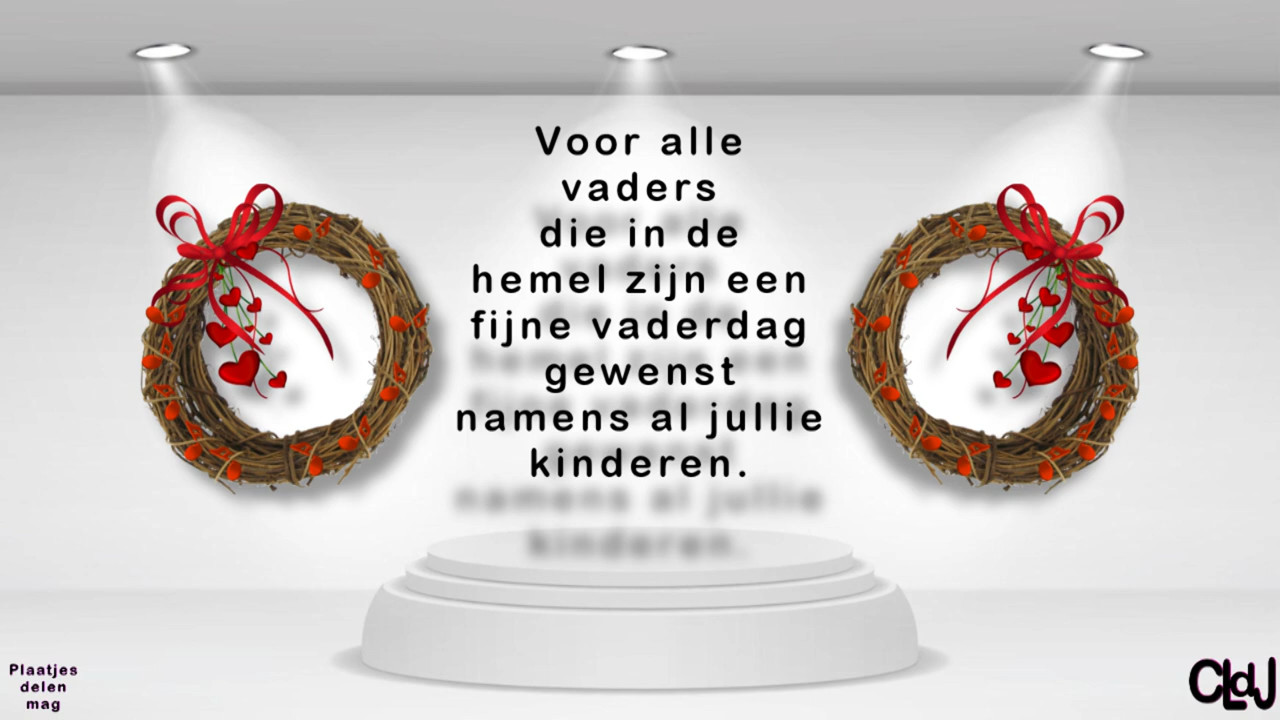 Voor alle
vaders
die in de
hemel zijn een
fijne vaderdag
gewenst
namens al jullie
kinderen.
Plaatjes
delen
mag
CLdJ